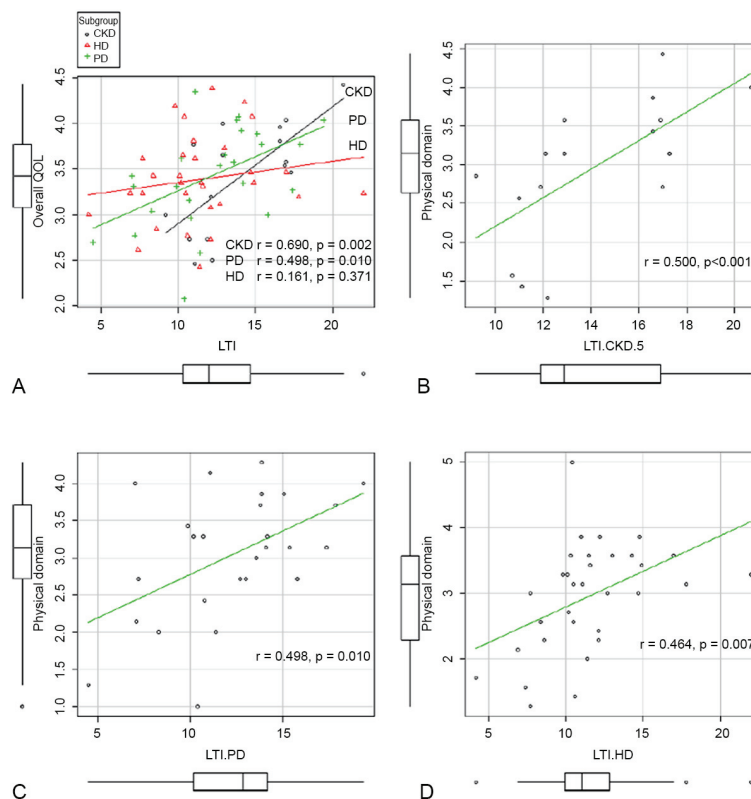 Subgroup
CKD
HD
PD
Overall QOL
4.5
4.0
3.5
3.0
2.5
2.0
CKD
PD
HD
CKD r = 0.690, p = 0.002
PD r = 0.498, p = 0.010
HD r = 0.161, p = 0.371
5 10 15 20
LTI
A
Physical domain
4.5
4.0
3.5
3.0
2.5
2.0
1.5
r = 0.500, p<0.001
10 12 14 16 18 20
LTI.CKD.5
B
Physical domain
4.0
3.5
3.0
2.5
2.0
1.5
1.0
r = 0.498, p = 0.010
5 10 15
LTI.PD
C
Physical domain
5
4
3
2
r = 0.464, p = 0.007
5 10 15 20
LTI.HD
D